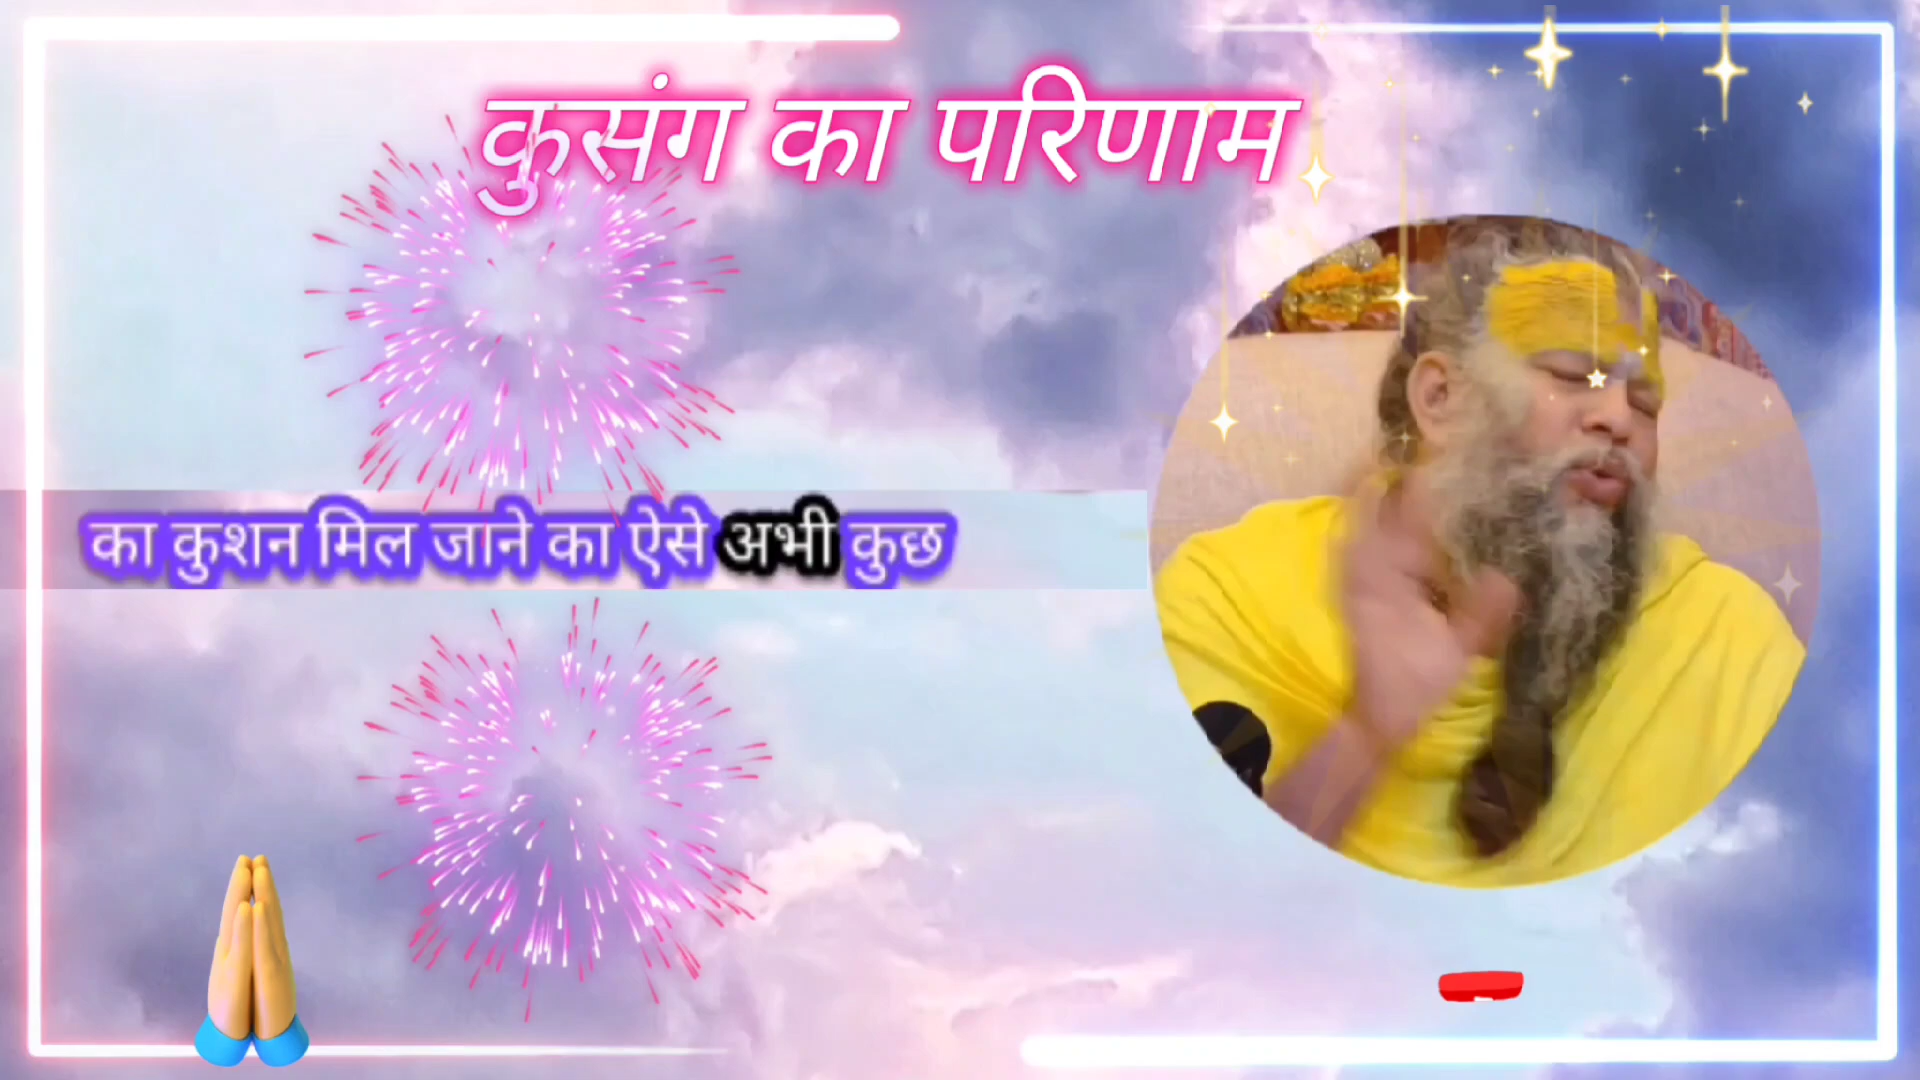 कुसंग का परिणाम
का कुशन मिल जाने का ऐसे अभी कुछ